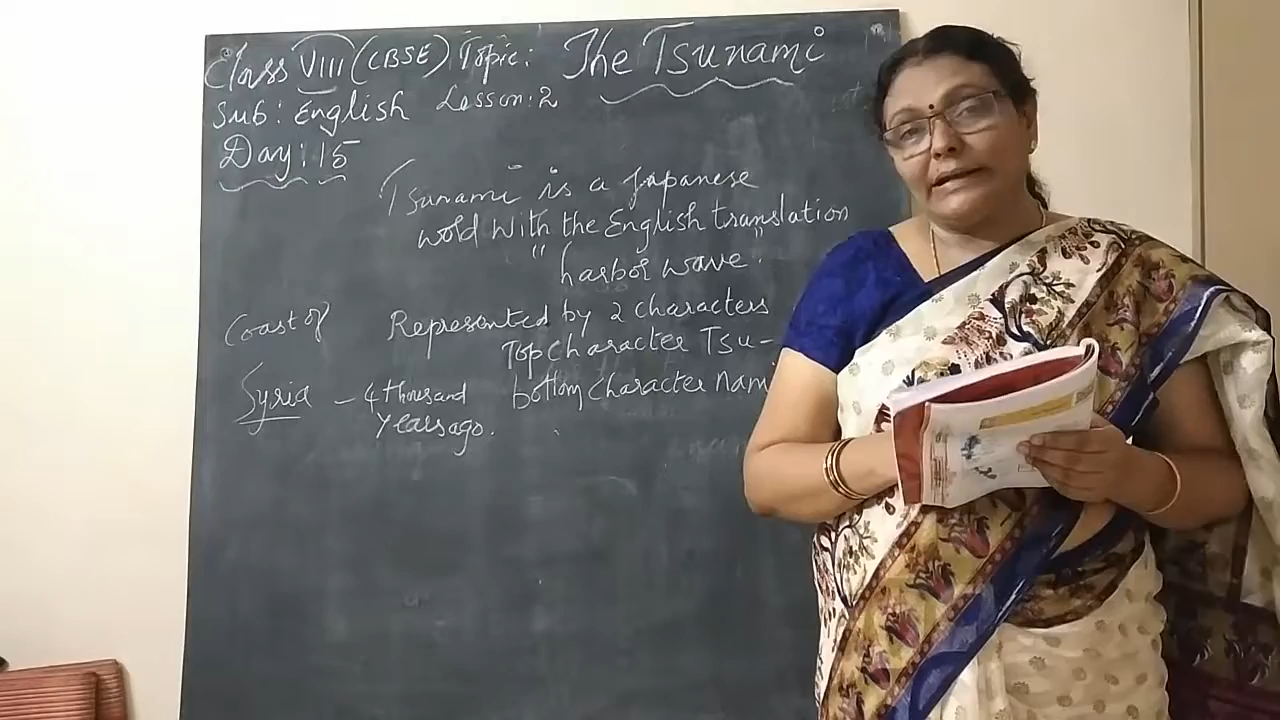 Class VIII (CBSE) Topic: The Tsunami
Sub: English Lesson: 2
Day: 15
Tsunami is a Japanese
wold With the English translation
"harbor wave".
Represented by 2 characters
Top Character Tsu-
bottom Character Nami
Coast of
Syria - 4 thousand
years ago.